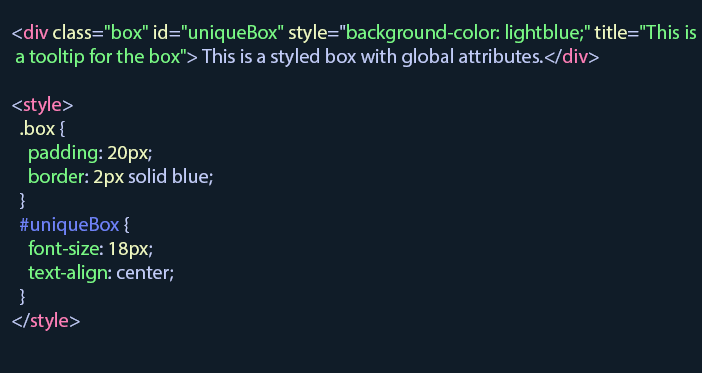 <div class="box" id="uniqueBox" style="background-color: lightblue;" title="This is
a tooltip for the box"> This is a styled box with global attributes.</div>
<style>
.box {
padding: 20px;
border: 2px solid blue;
}
#uniqueBox {
font-size: 18px;
text-align: center;
}
</style>